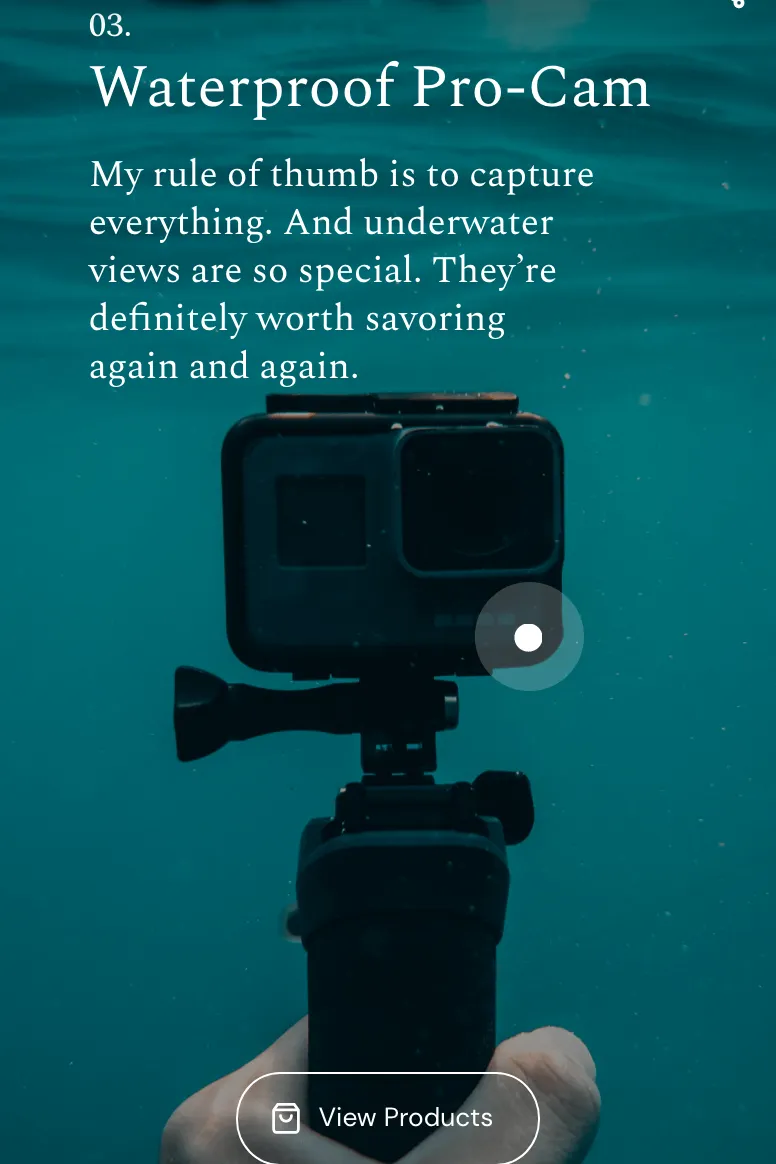 03.
Waterproof Pro-Cam
My rule of thumb is to capture
everything. And underwater
views are so special. They’re
definitely worth savoring
again and again.
View Products